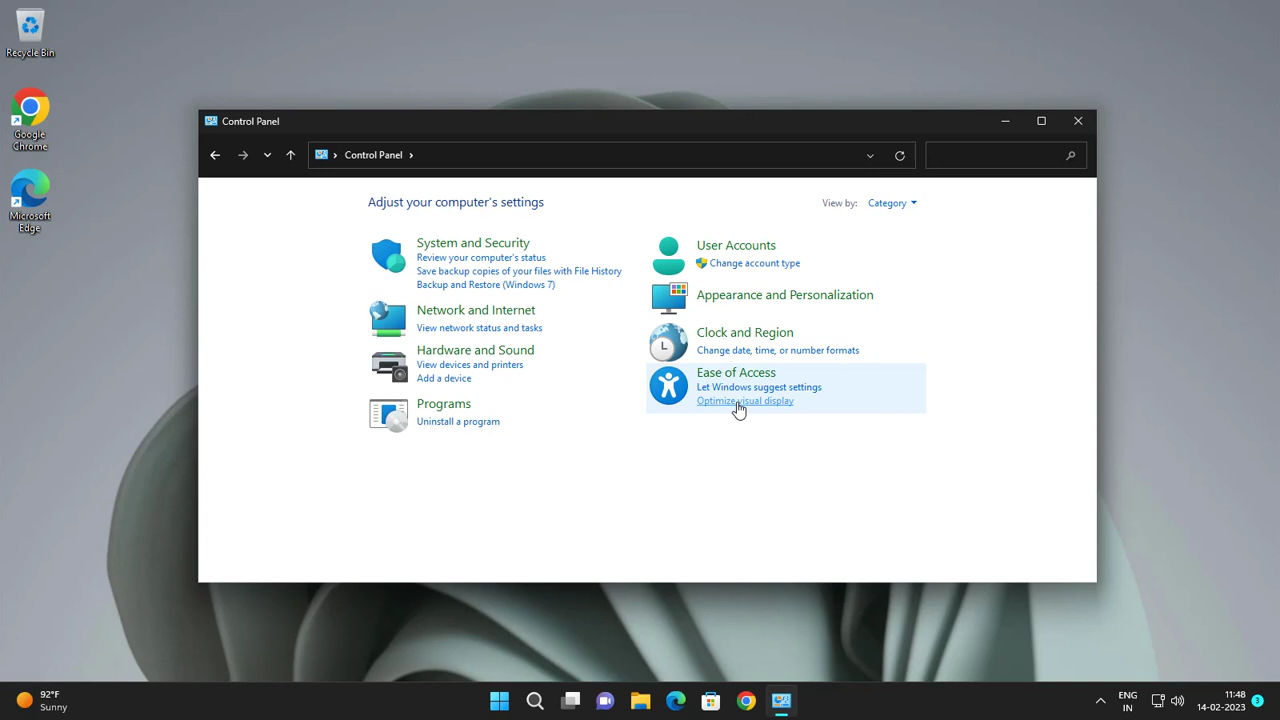 Recycle Bin
Google
Chrome
Microsoft
Edge
Control Panel
Control Panel
Adjust your computer's settings
View by:
Category
System and Security
Review your computer's status
Save backup copies of your files with File History
Backup and Restore (Windows 7)
Network and Internet
View network status and tasks
Hardware and Sound
View devices and printers
Add a device
Programs
Uninstall a program
User Accounts
Change account type
Appearance and Personalization
Clock and Region
Change date, time, or number formats
Ease of Access
Let Windows suggest settings
Optimize visual display
92°F
Sunny
ENG
IN
11:48
14-02-2023
3